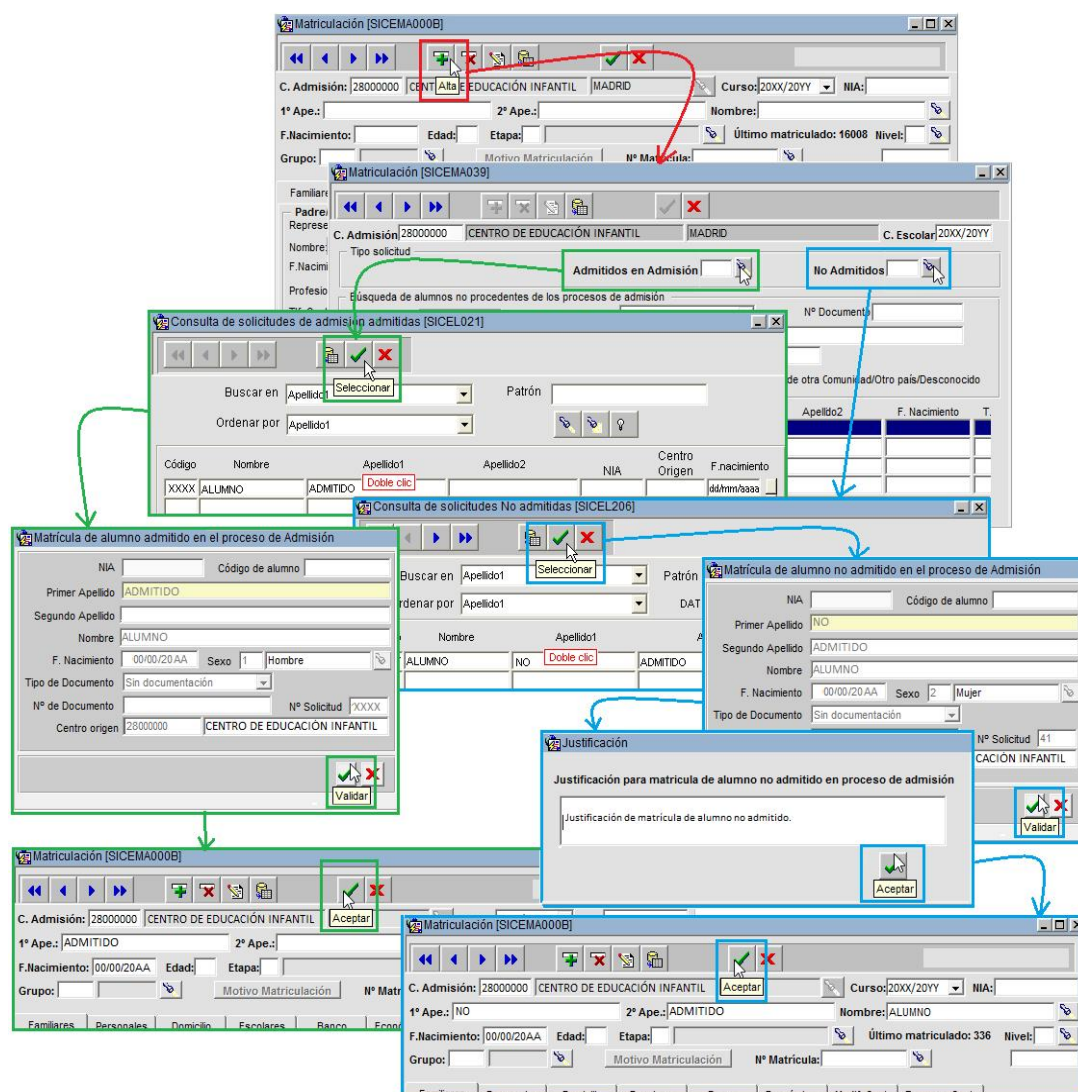 Matriculación [SICEMA000B]
Alta
C. Admisión: 28000000 CENT E EDUCACIÓN INFANTIL MADRID Curso: 20XX/20YY NIA:
1º Ape.: 2º Ape.: Nombre:
F.Nacimiento: Edad: Etapa: Último matriculado: 16008 Nivel:
Grupo: Motivo Matriculación Nº Matrícula:
Matriculación [SICEMA039]
Familiare
Padre/
Represe
C. Admisión 28000000 CENTRO DE EDUCACIÓN INFANTIL MADRID C. Escolar 20XX/20YY
Nombre:
Tipo solicitud
F.Nacimi
Admitidos en Admisión No Admitidos
Profesio
Búsqueda de alumnos no procedentes de los procesos de admisión
Nº Documento
Consulta de solicitudes de admisión admitidas [SICEL021]
Seleccionar
de otra Comunidad/Otro país/Desconocido
Buscar en Apellido1 Patrón
Ordenar por Apellido1
Apelldo2 F. Nacimiento T.
Código Nombre Apellido1 Apellido2 NIA Centro Origen F.nacimiento
XXXX ALUMNO ADMITIDO Doble clic dd/mm/aaaa
Consulta de solicitudes No admitidas [SICEL206]
Seleccionar
Buscar en Apellido1 Patrón
rdenar por Apellido1 DAT
Nombre Apellido1 A
ALUMNO NO Doble clic ADMITIDO
Matrícula de alumno admitido en el proceso de Admisión
NIA Código de alumno
Primer Apellido ADMITIDO
Segundo Apellido
Nombre ALUMNO
F. Nacimiento 00/00/20AA Sexo 1 Hombre
Tipo de Documento Sin documentación
Nº de Documento Nº Solicitud XXXX
Centro origen 28000000 CENTRO DE EDUCACIÓN INFANTIL
Validar
Matrícula de alumno no admitido en el proceso de Admisión
NIA Código de alumno
Primer Apellido NO
Segundo Apellido ADMITIDO
Nombre ALUMNO
F. Nacimiento 00/00/20AA Sexo 2 Mujer
Tipo de Documento Sin documentación
Nº Solicitud 41
CACIÓN INFANTIL
Validar
Justificación
Justificación para matricula de alumno no admitido en proceso de admisión
Justificación de matricula de alumno no admitido.
Aceptar
Matriculación [SICEMA000B]
Aceptar
C. Admisión: 28000000 CENTRO DE EDUCACIÓN INFANTIL
1º Ape.: ADMITIDO 2º Ape.:
F.Nacimiento: 00/00/20AA Edad: Etapa:
Grupo: Motivo Matriculación Nº Matr
Familiares Personales Domicilio Escolares Banco Econó
Matriculación [SICEMA000B]
Aceptar
C. Admisión: 28000000 CENTRO DE EDUCACIÓN INFANTIL Curso: 20XX/20YY NIA:
1º Ape.: NO 2º Ape.: ADMITIDO Nombre: ALUMNO
F.Nacimiento: 00/00/20AA Edad: Etapa: Último matriculado: 336 Nivel:
Grupo: Motivo Matriculación Nº Matrícula: